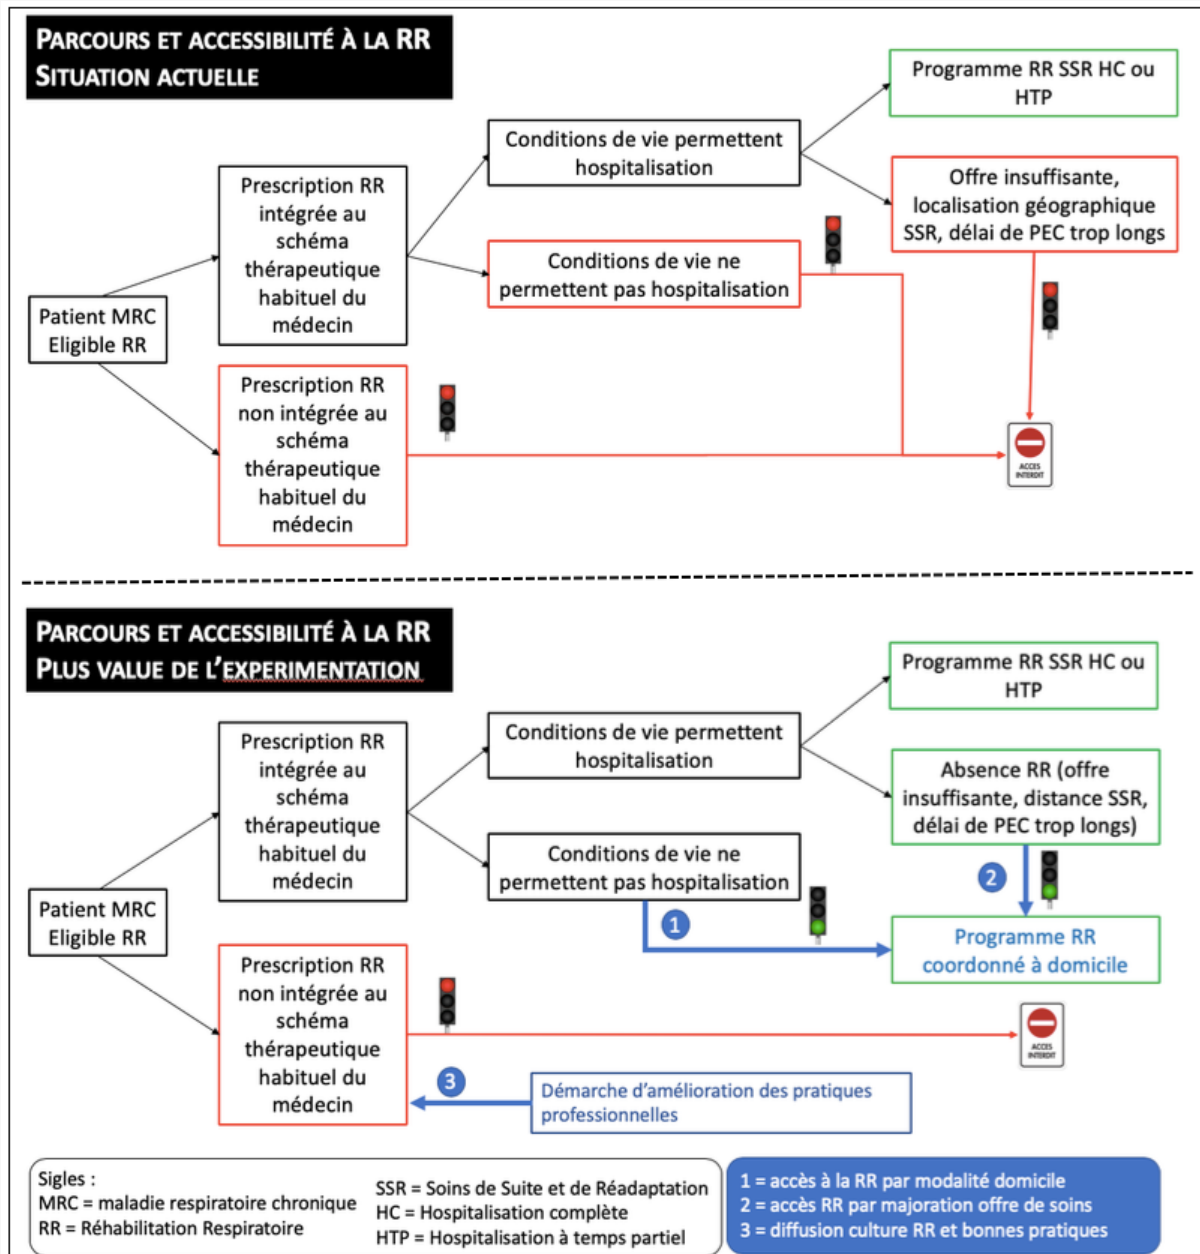 PARCOURS ET ACCESSIBILITÉ À LA RR
SITUATION ACTUELLE
Programme RR SSR HC ou
HTP
Conditions de vie permettent
hospitalisation
Prescription RR
intégrée au
schéma
thérapeutique
habituel du
médecin
Offre insuffisante,
localisation géographique
SSR, délai de PEC trop longs
Conditions de vie ne
permettent pas hospitalisation
Patient MRC
Eligible RR
Prescription RR
non intégrée au
schéma
thérapeutique
habituel du
médecin
ACCES
INTERDIT
PARCOURS ET ACCESSIBILITÉ À LA RR
PLUS VALUE DE L'EXPERIMENTATION
Programme RR SSR HC ou
HTP
Conditions de vie permettent
hospitalisation
Prescription RR
intégrée au
schéma
thérapeutique
habituel du
médecin
Absence RR (offre
insuffisante, distance SSR,
délai de PEC trop longs)
Conditions de vie ne
permettent pas hospitalisation
2
1
Patient MRC
Eligible RR
Programme RR
coordonné à domicile
Prescription RR
non intégrée au
schéma
thérapeutique
habituel du
médecin
ACCES
INTERDIT
3
Démarche d'amélioration des pratiques
professionnelles
Sigles :
MRC = maladie respiratoire chronique
RR = Réhabilitation Respiratoire
SSR = Soins de Suite et de Réadaptation
HC = Hospitalisation complète
HTP = Hospitalisation à temps partiel
1 = accès à la RR par modalité domicile
2 = accès RR par majoration offre de soins
3 = diffusion culture RR et bonnes pratiques